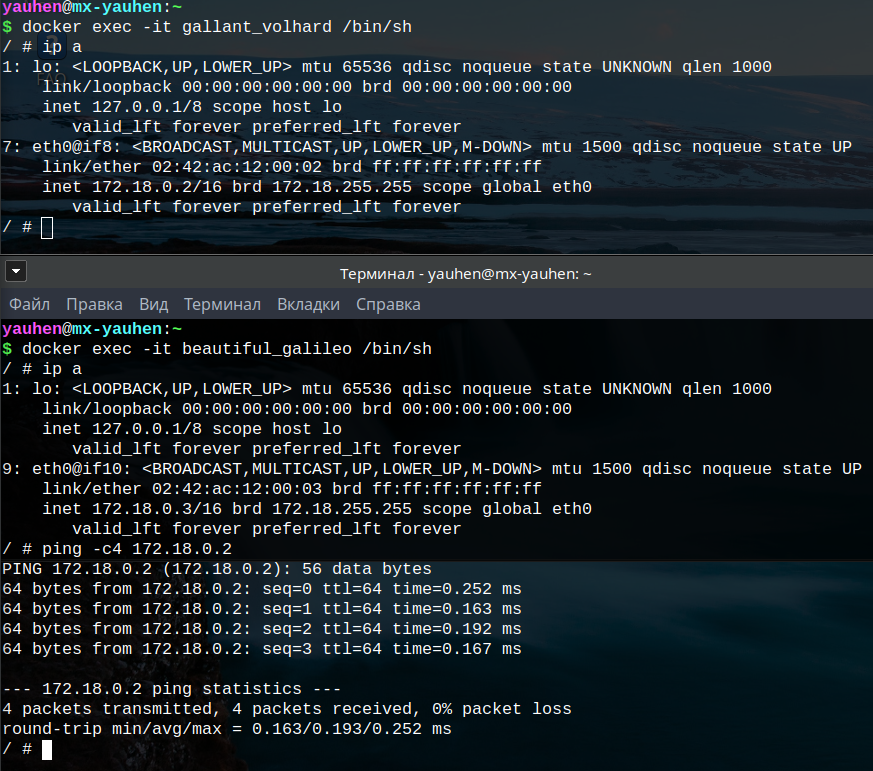 yauhen@mx-yauhen:~
$ docker exec -it gallant_volhard /bin/sh
/ # ip a
1: lo: <LOOPBACK,UP,LOWER_UP> mtu 65536 qdisc noqueue state UNKNOWN qlen 1000
    link/loopback 00:00:00:00:00:00 brd 00:00:00:00:00:00
    inet 127.0.0.1/8 scope host lo
       valid_lft forever preferred_lft forever
7: eth0@if8: <BROADCAST,MULTICAST,UP,LOWER_UP,M-DOWN> mtu 1500 qdisc noqueue state UP
    link/ether 02:42:ac:12:00:02 brd ff:ff:ff:ff:ff:ff
    inet 172.18.0.2/16 brd 172.18.255.255 scope global eth0
       valid_lft forever preferred_lft forever
/ #
Терминал - yauhen@mx-yauhen: ~
Файл Правка Вид Терминал Вкладки Справка
yauhen@mx-yauhen:~
$ docker exec -it beautiful_galileo /bin/sh
/ # ip a
1: lo: <LOOPBACK,UP,LOWER_UP> mtu 65536 qdisc noqueue state UNKNOWN qlen 1000
    link/loopback 00:00:00:00:00:00 brd 00:00:00:00:00:00
    inet 127.0.0.1/8 scope host lo
       valid_lft forever preferred_lft forever
9: eth0@if10: <BROADCAST,MULTICAST,UP,LOWER_UP,M-DOWN> mtu 1500 qdisc noqueue state UP
    link/ether 02:42:ac:12:00:03 brd ff:ff:ff:ff:ff:ff
    inet 172.18.0.3/16 brd 172.18.255.255 scope global eth0
       valid_lft forever preferred_lft forever
/ # ping -c4 172.18.0.2
PING 172.18.0.2 (172.18.0.2): 56 data bytes
64 bytes from 172.18.0.2: seq=0 ttl=64 time=0.252 ms
64 bytes from 172.18.0.2: seq=1 ttl=64 time=0.163 ms
64 bytes from 172.18.0.2: seq=2 ttl=64 time=0.192 ms
64 bytes from 172.18.0.2: seq=3 ttl=64 time=0.167 ms

--- 172.18.0.2 ping statistics ---
4 packets transmitted, 4 packets received, 0% packet loss
round-trip min/avg/max = 0.163/0.193/0.252 ms
/ #